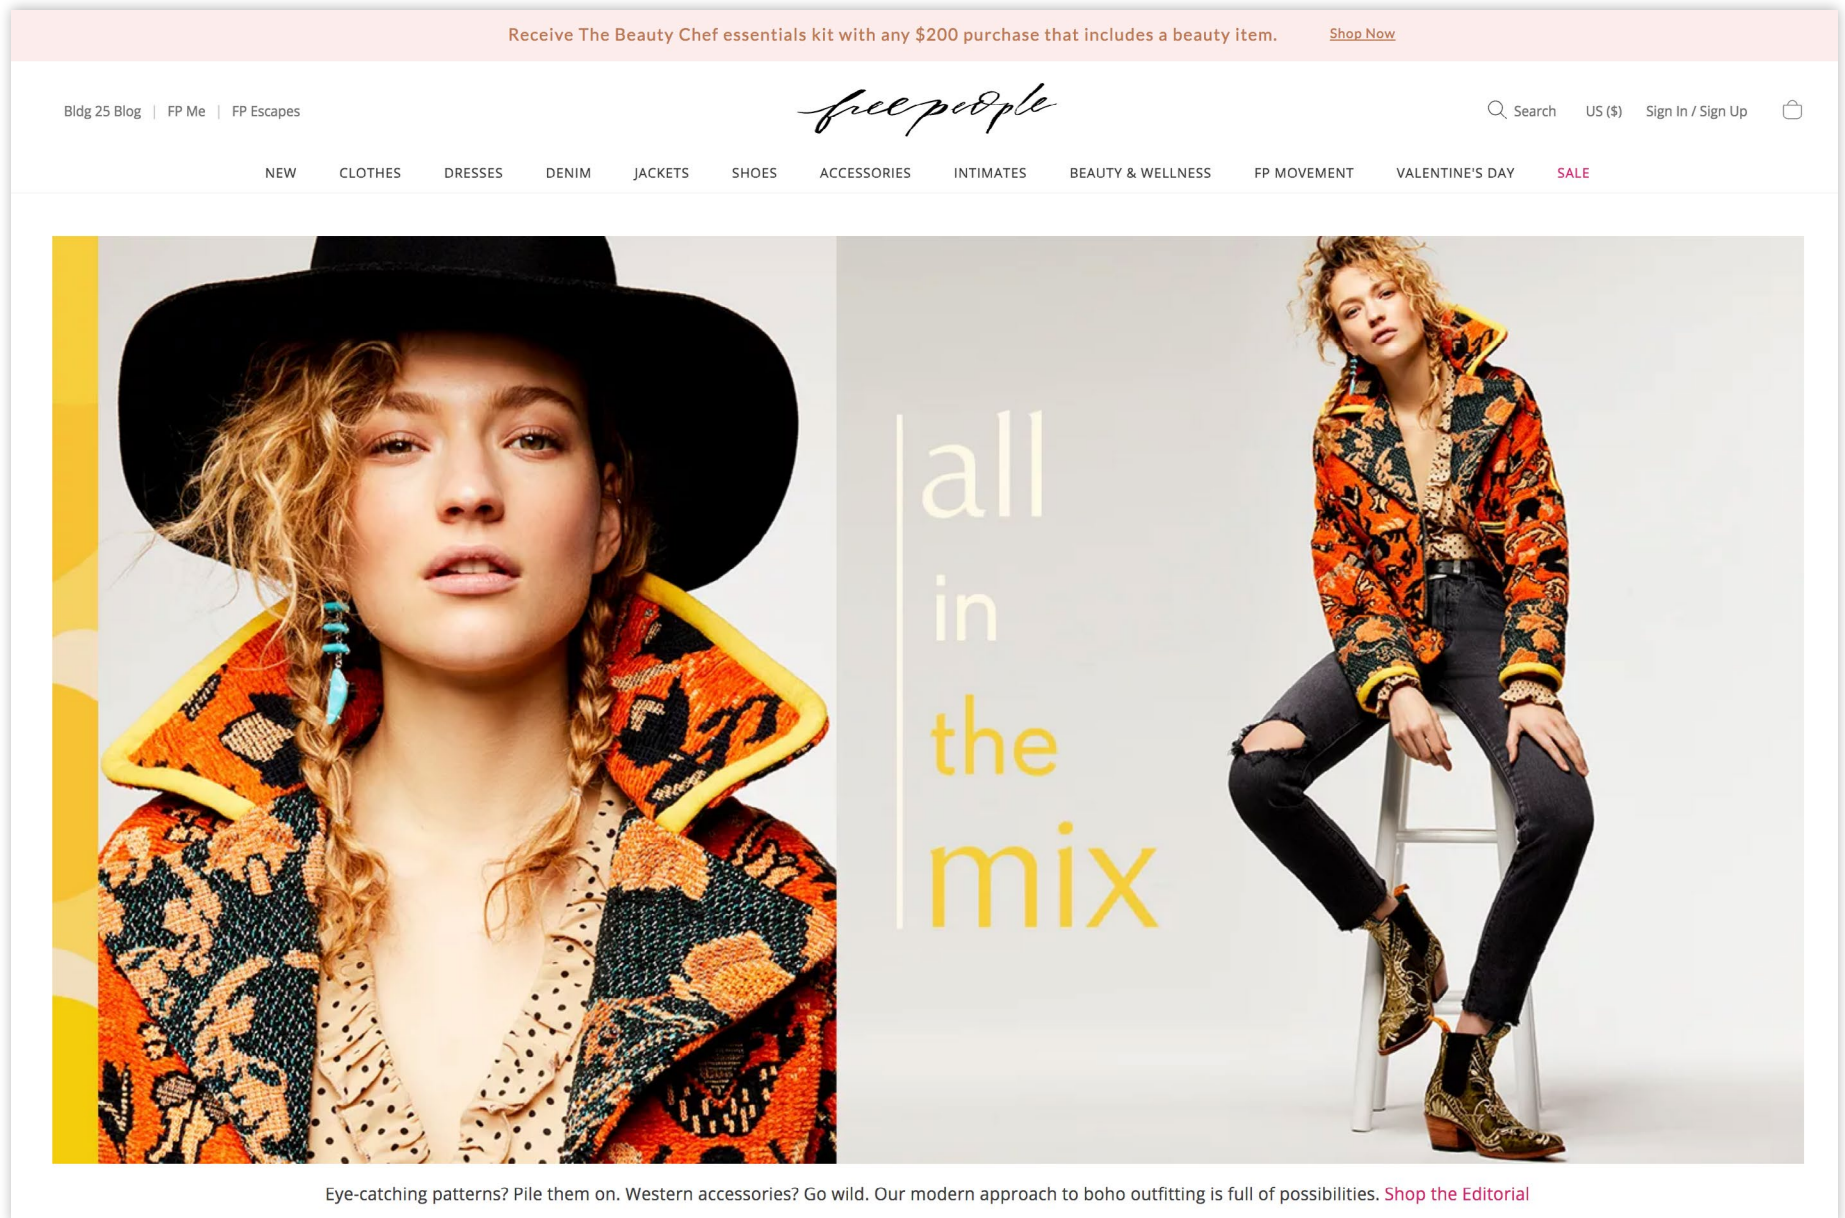 Receive The Beauty Chef essentials kit with any $200 purchase that includes a beauty item. Shop Now
Bldg 25 Blog | FP Me | FP Escapes
free people
Search US ($) Sign In / Sign Up
NEW CLOTHES DRESSES DENIM JACKETS SHOES ACCESSORIES INTIMATES BEAUTY & WELLNESS FP MOVEMENT VALENTINE'S DAY SALE
all
in
the
mix
Eye-catching patterns? Pile them on. Western accessories? Go wild. Our modern approach to boho outfitting is full of possibilities. Shop the Editorial